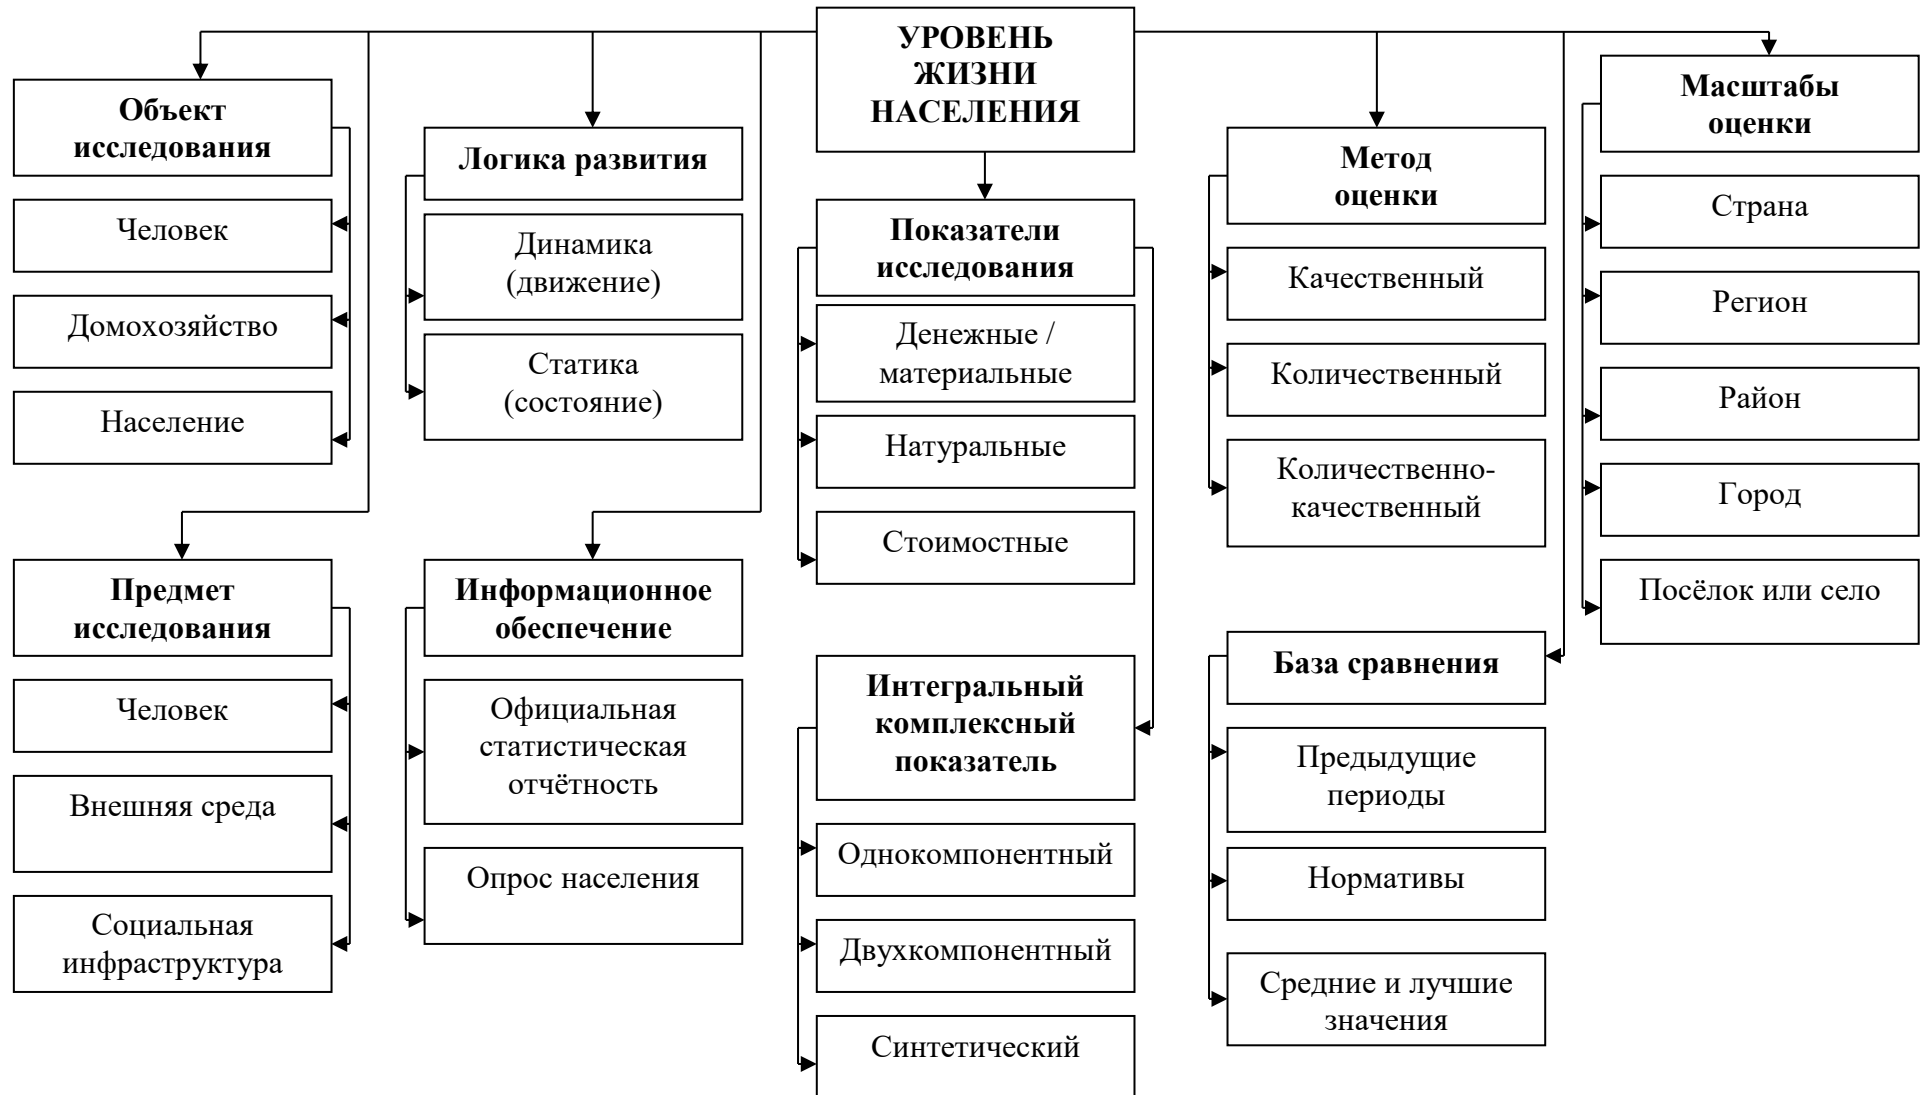 УРОВЕНЬ
ЖИЗНИ
НАСЕЛЕНИЯ
Объект
исследования
Человек
Домохозяйство
Население
Предмет
исследования
Человек
Внешняя среда
Социальная
инфраструктура
Логика развития
Динамика
(движение)
Статика
(состояние)
Информационное
обеспечение
Официальная
статистическая
отчётность
Опрос населения
Показатели
исследования
Денежные /
материальные
Натуральные
Стоимостные
Интегральный
комплексный
показатель
Однокомпонентный
Двухкомпонентный
Синтетический
Метод
оценки
Качественный
Количественный
Количественно-
качественный
База сравнения
Предыдущие
периоды
Нормативы
Средние и лучшие
значения
Масштабы
оценки
Страна
Регион
Район
Город
Посёлок или село